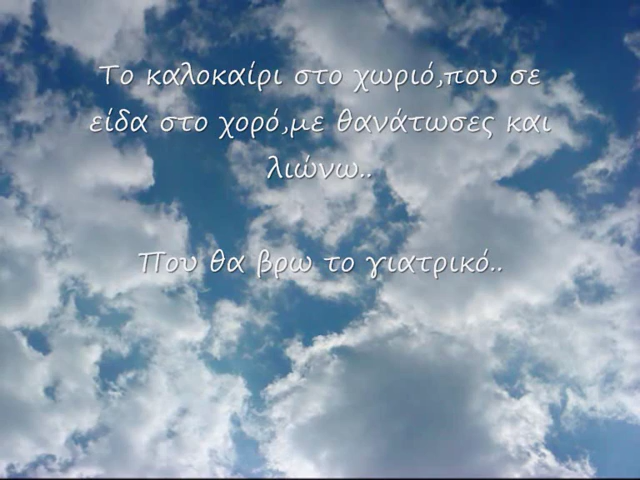 Το καλοκαίρι στο χωριό,που σε
είδα στο χορό,με θανάτωσες και
λιώνω..
Που θα βρω το γιατρικό..